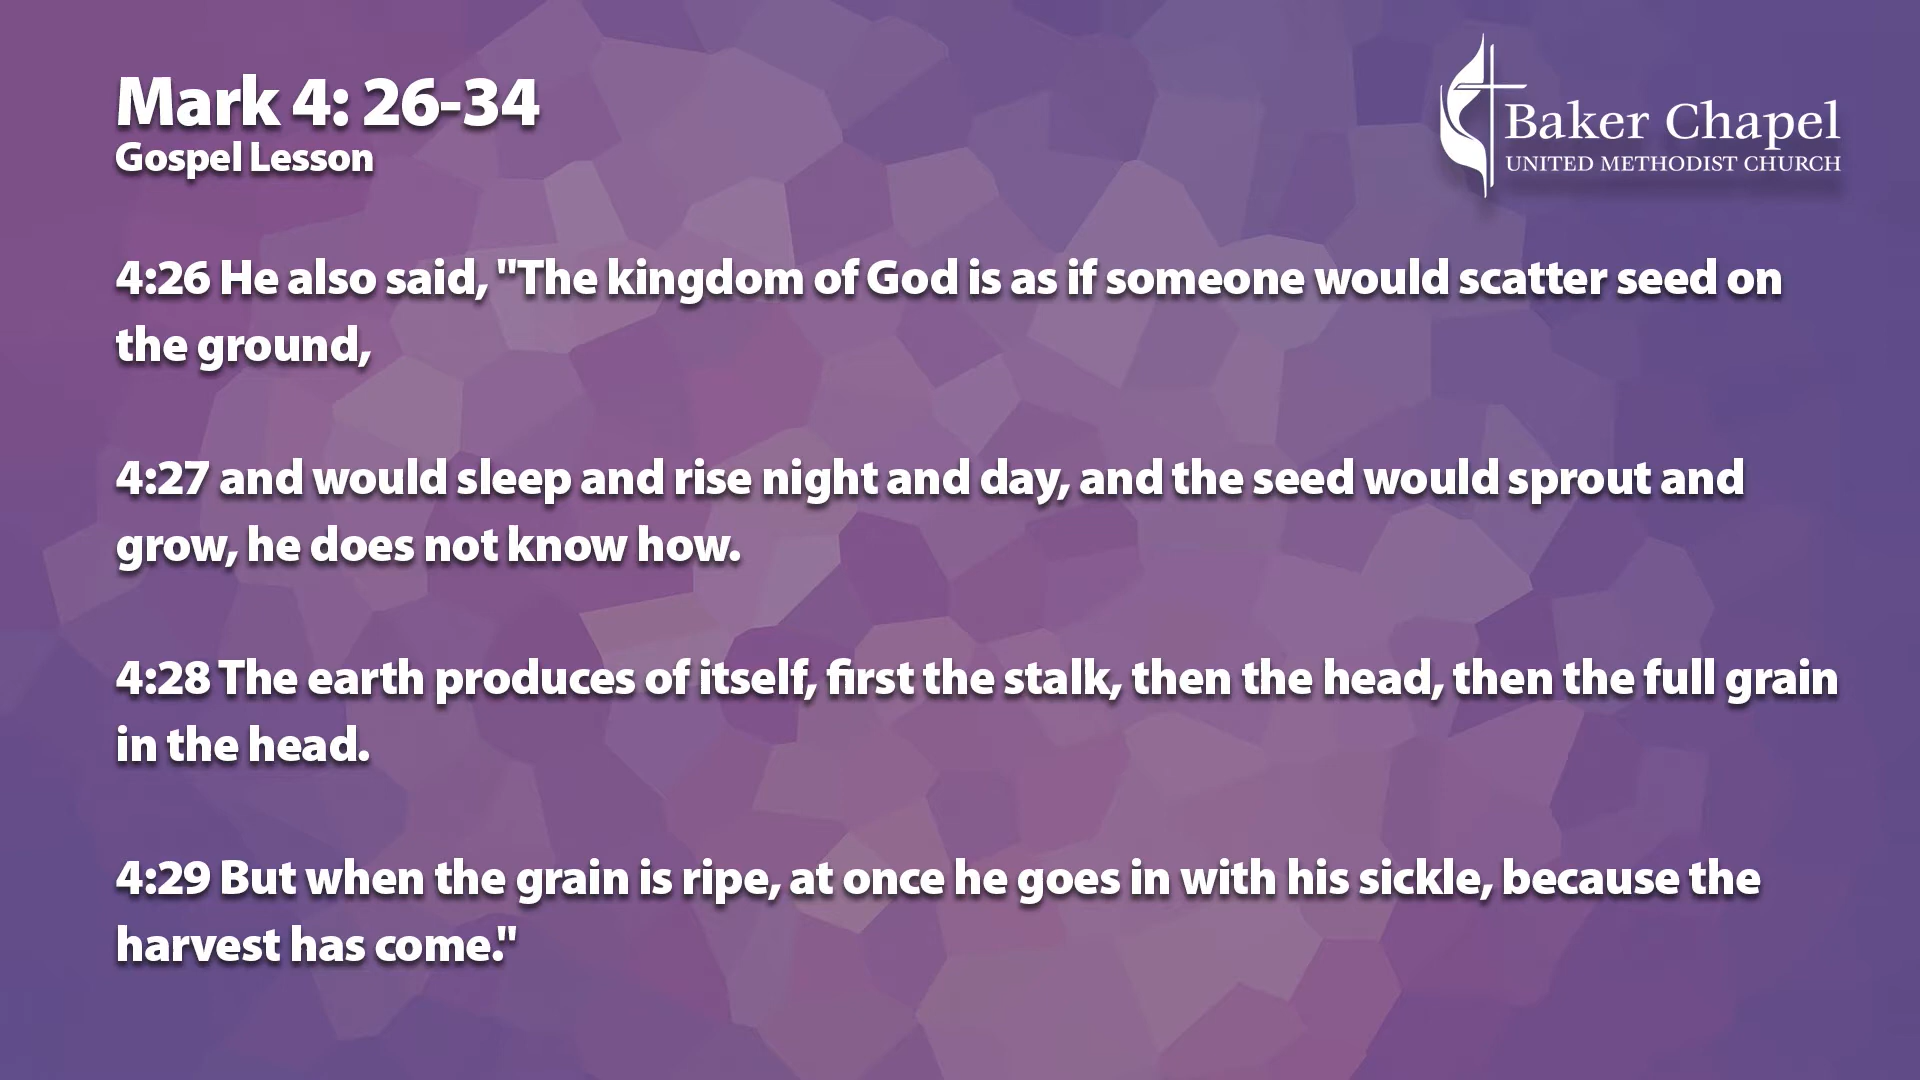 Mark 4: 26-34
Gospel Lesson
Baker Chapel
UNITED METHODIST CHURCH
4:26 He also said, "The kingdom of God is as if someone would scatter seed on
the ground,
4:27 and would sleep and rise night and day, and the seed would sprout and
grow, he does not know how.
4:28 The earth produces of itself, first the stalk, then the head, then the full grain
in the head.
4:29 But when the grain is ripe, at once he goes in with his sickle, because the
harvest has come."